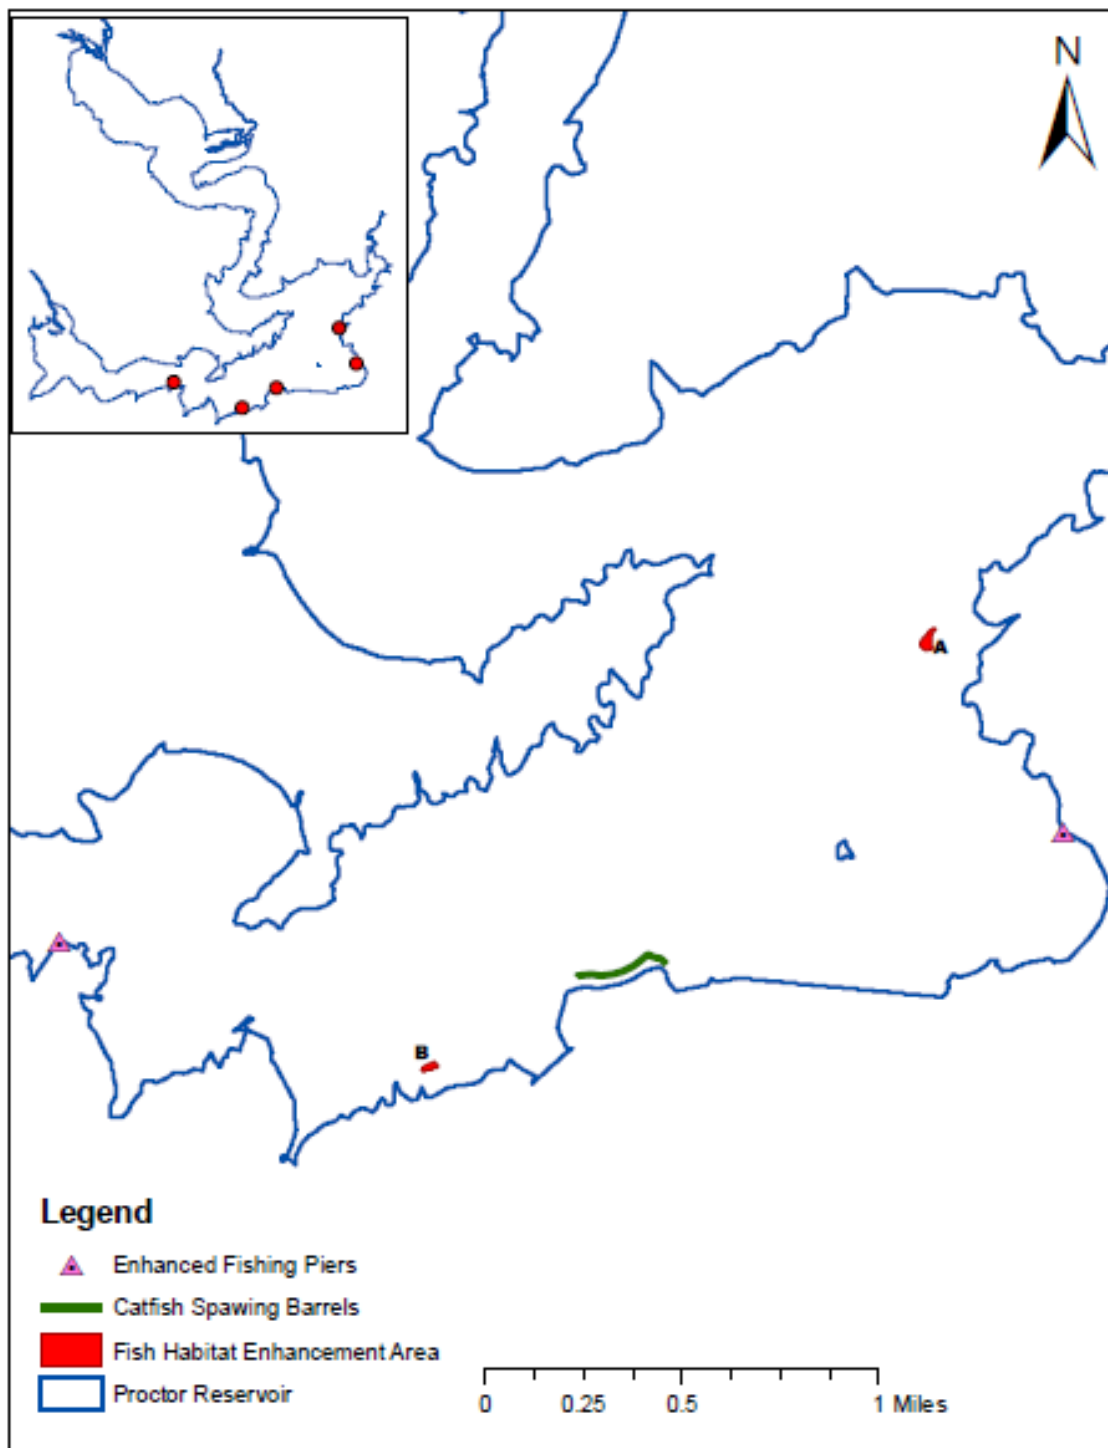 N
A
B
Legend
Enhanced Fishing Piers
Catfish Spawing Barrels
Fish Habitat Enhancement Area
Proctor Reservoir
0 0.25 0.5 1 Miles